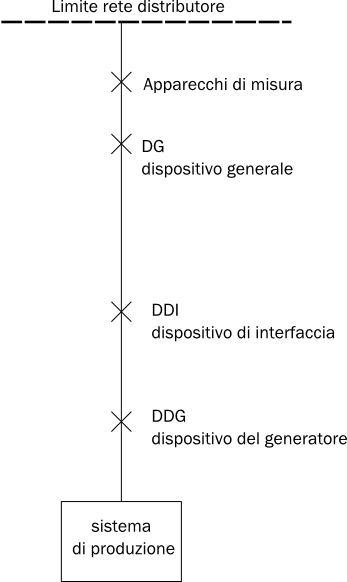 Limite rete distributore
Apparecchi di misura
DG
dispositivo generale
DDI
dispositivo di interfaccia
DDG
dispositivo del generatore
sistema
di produzione